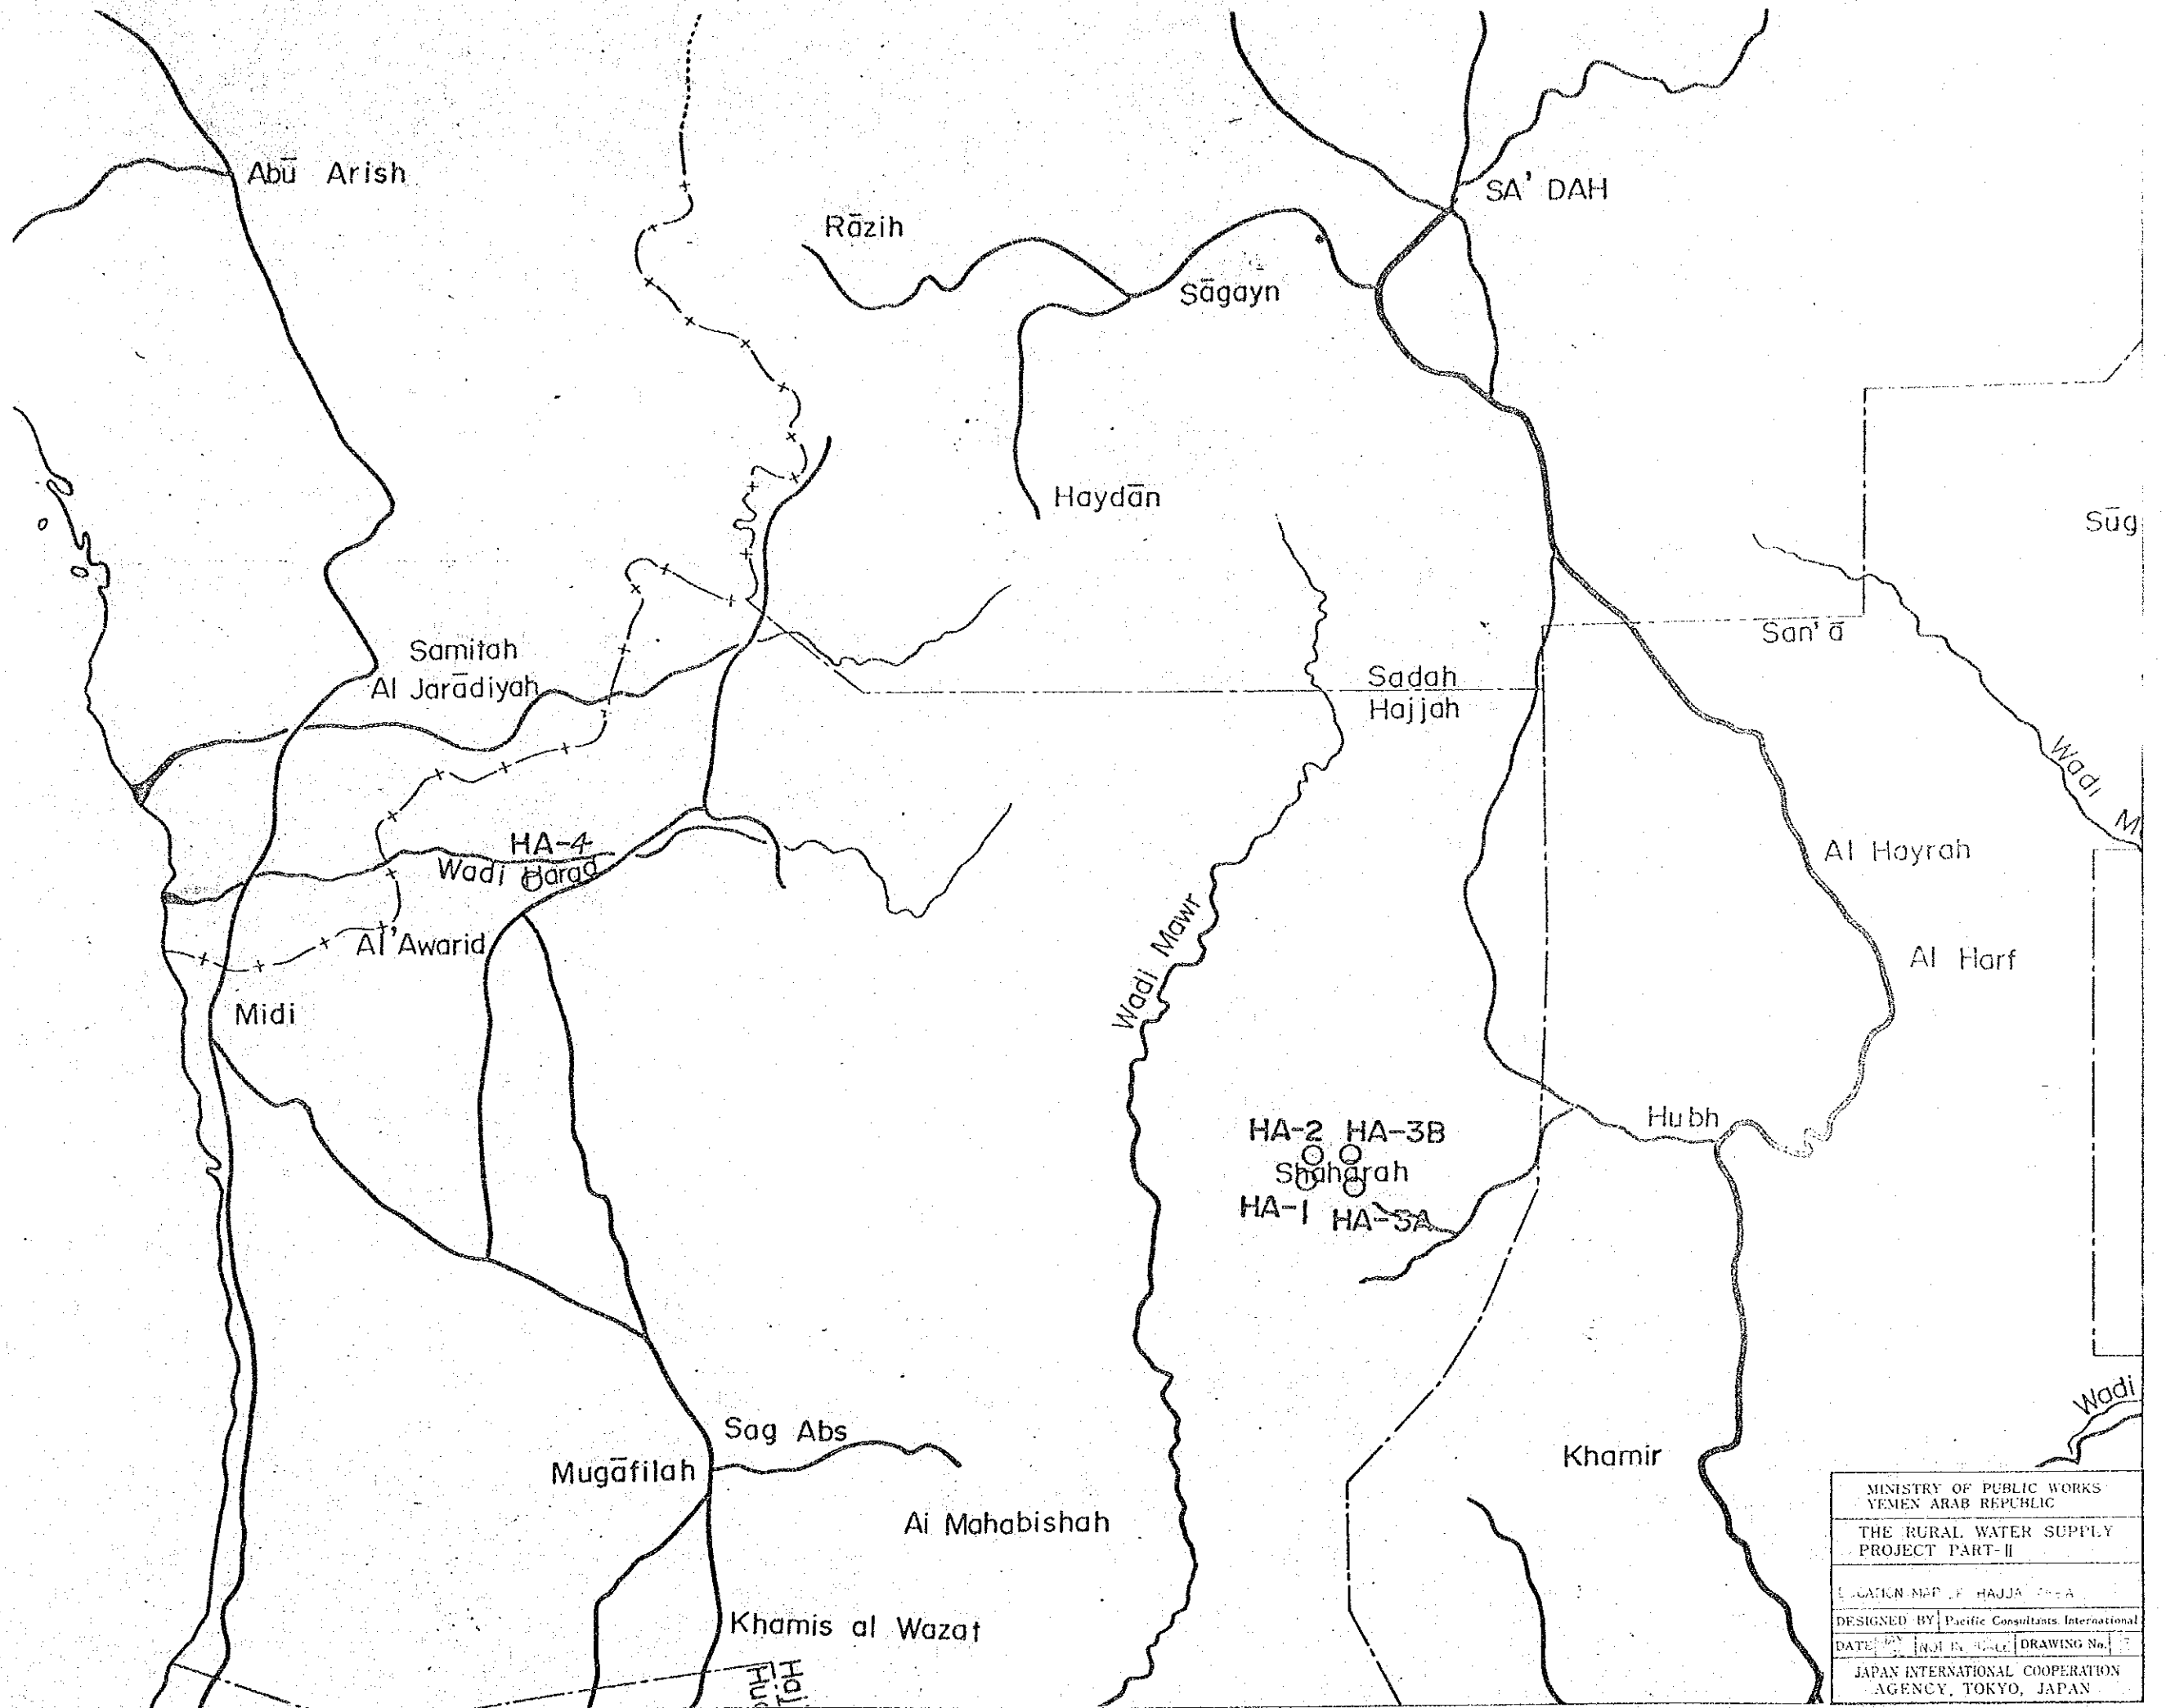 Abū Arish
SA' DAH
Rāzih
Sāgayn
Haydān
Sūg
San'ā
Samitah
Al Jarādiyah
Sadah
Hajjah
Wadi
HA-4
Wadi Harad
Al Hayrah
Al'Awarid
Wadi Mawr
Al Harf
Midi
Hubh
HA-2 HA-3B
Shaharah
HA-1 HA-3A
Wadi
Sag Abs
Mugāfilah
Khamir
Ai Mahabishah
Khamis al Wazat
MINISTRY OF PUBLIC WORKS
YEMEN ARAB REPUBLIC
THE RURAL WATER SUPPLY
PROJECT PART-II
MAP HAJJA
DESIGNED BY Pacific Consultants International
DATE DRAWING No.
JAPAN INTERNATIONAL COOPERATION
AGENCY, TOKYO, JAPAN